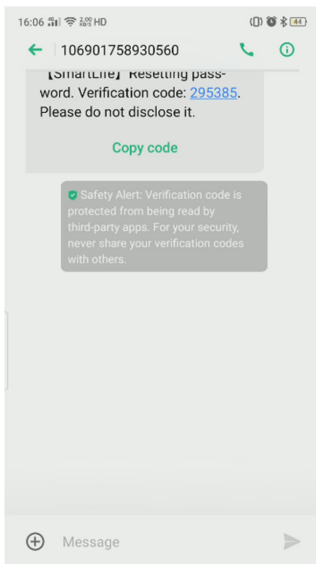 16:06 HD 44
106901758930560
【SmartLife】Resetting pass-
word. Verification code: 295385.
Please do not disclose it.
Copy code
Safety Alert: Verification code is
protected from being read by
third-party apps. For your security,
never share your verification codes
with others.
Message